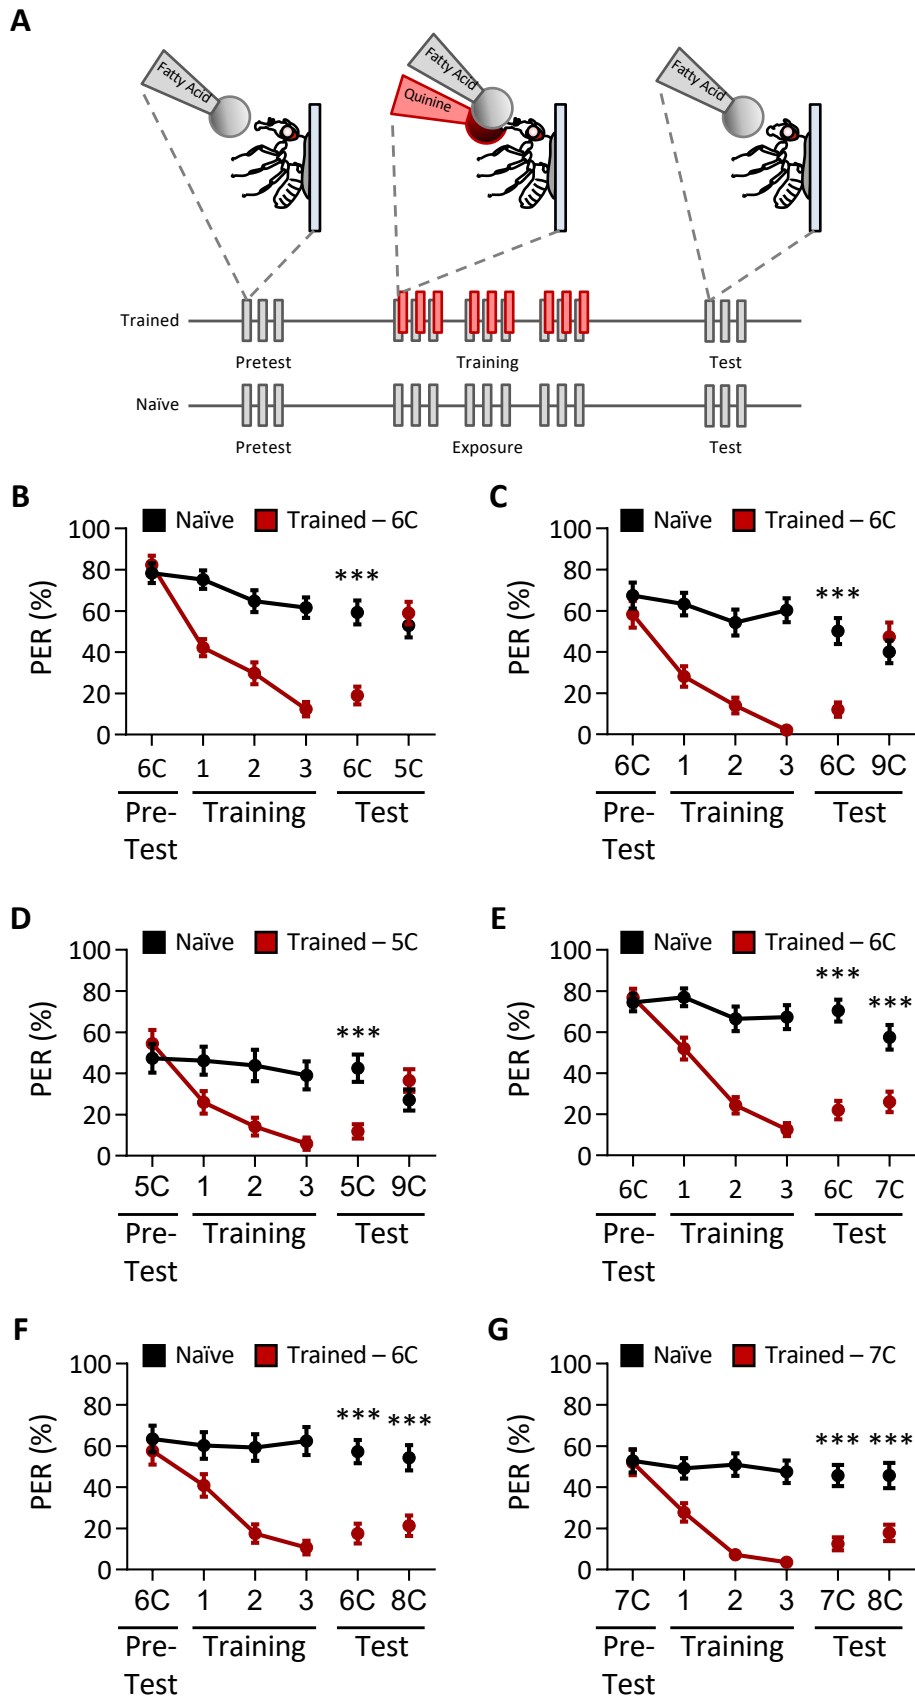 A
Fatty Acid
Fatty Acid
Quinine
Fatty Acid
Trained
Pretest
Training
Test
Naïve
Pretest
Exposure
Test
B
Naïve
Trained – 6C
PER (%)
100
80
60
40
20
0
***
6C 1 2 3 6C 5C
Pre-
Test
Training
Test
C
Naïve
Trained – 6C
PER (%)
100
80
60
40
20
0
***
6C 1 2 3 6C 9C
Pre-
Test
Training
Test
D
Naïve
Trained – 5C
PER (%)
100
80
60
40
20
0
***
5C 1 2 3 5C 9C
Pre-
Test
Training
Test
E
Naïve
Trained – 6C
PER (%)
100
80
60
40
20
0
*** ***
6C 1 2 3 6C 7C
Pre-
Test
Training
Test
F
Naïve
Trained – 6C
PER (%)
100
80
60
40
20
0
*** ***
6C 1 2 3 6C 8C
Pre-
Test
Training
Test
G
Naïve
Trained – 7C
PER (%)
100
80
60
40
20
0
*** ***
7C 1 2 3 7C 8C
Pre-
Test
Training
Test